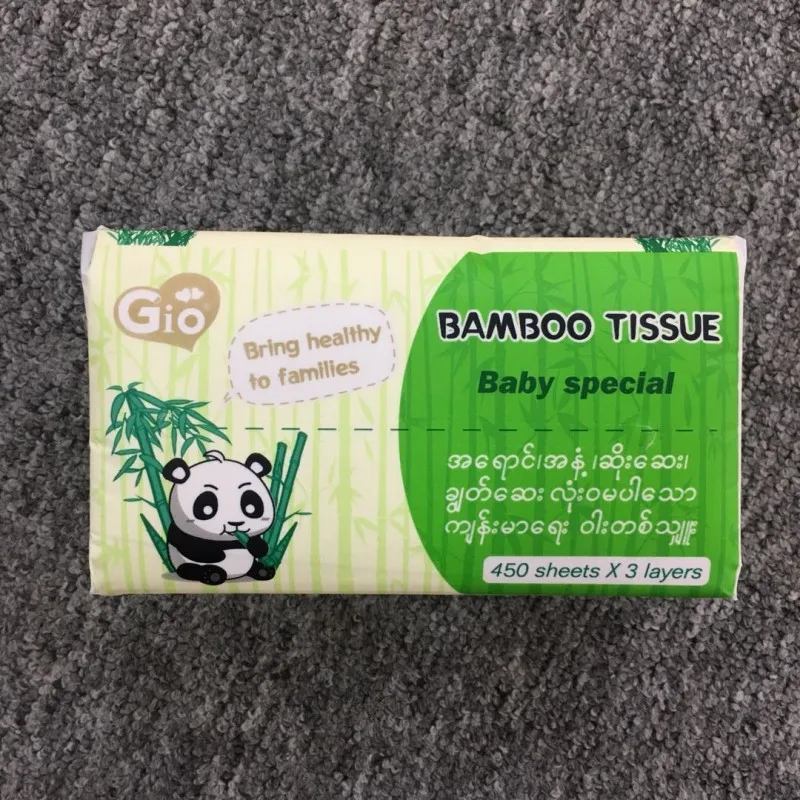 Gio
Bring healthy
to families
BAMBOO TISSUE
Baby special
အရောင်၊အနံ့ ၊ဆိုးဆေး၊
ချွတ်ဆေး လုံးဝမပါသော
ကျန်းမာရေး ဝါးတစ်သျှူး
450 sheets X 3 layers